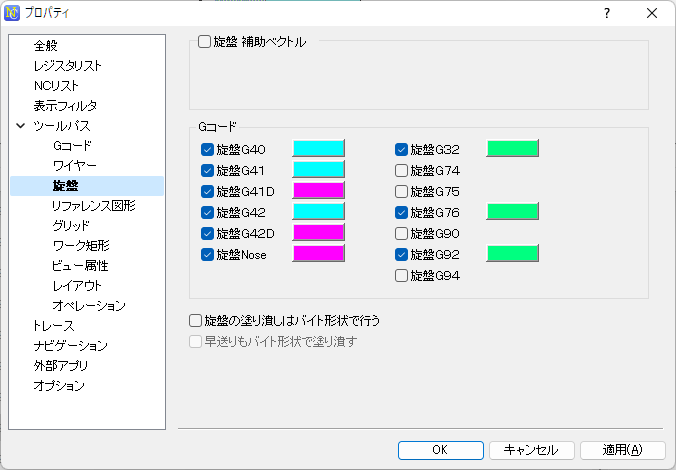 プロパティ
全般
レジスタリスト
NCリスト
表示フィルタ
ツールパス
Gコード
ワイヤー
旋盤
リファレンス図形
グリッド
ワーク矩形
ビュー属性
レイアウト
オペレーション
トレース
ナビゲーション
外部アプリ
オプション
旋盤 補助ベクトル
Gコード
旋盤G40
旋盤G41
旋盤G41D
旋盤G42
旋盤G42D
旋盤Nose
旋盤G32
旋盤G74
旋盤G75
旋盤G76
旋盤G90
旋盤G92
旋盤G94
旋盤の塗り潰しはバイト形状で行う
早送りもバイト形状で塗り潰す
OK キャンセル 適用(A)